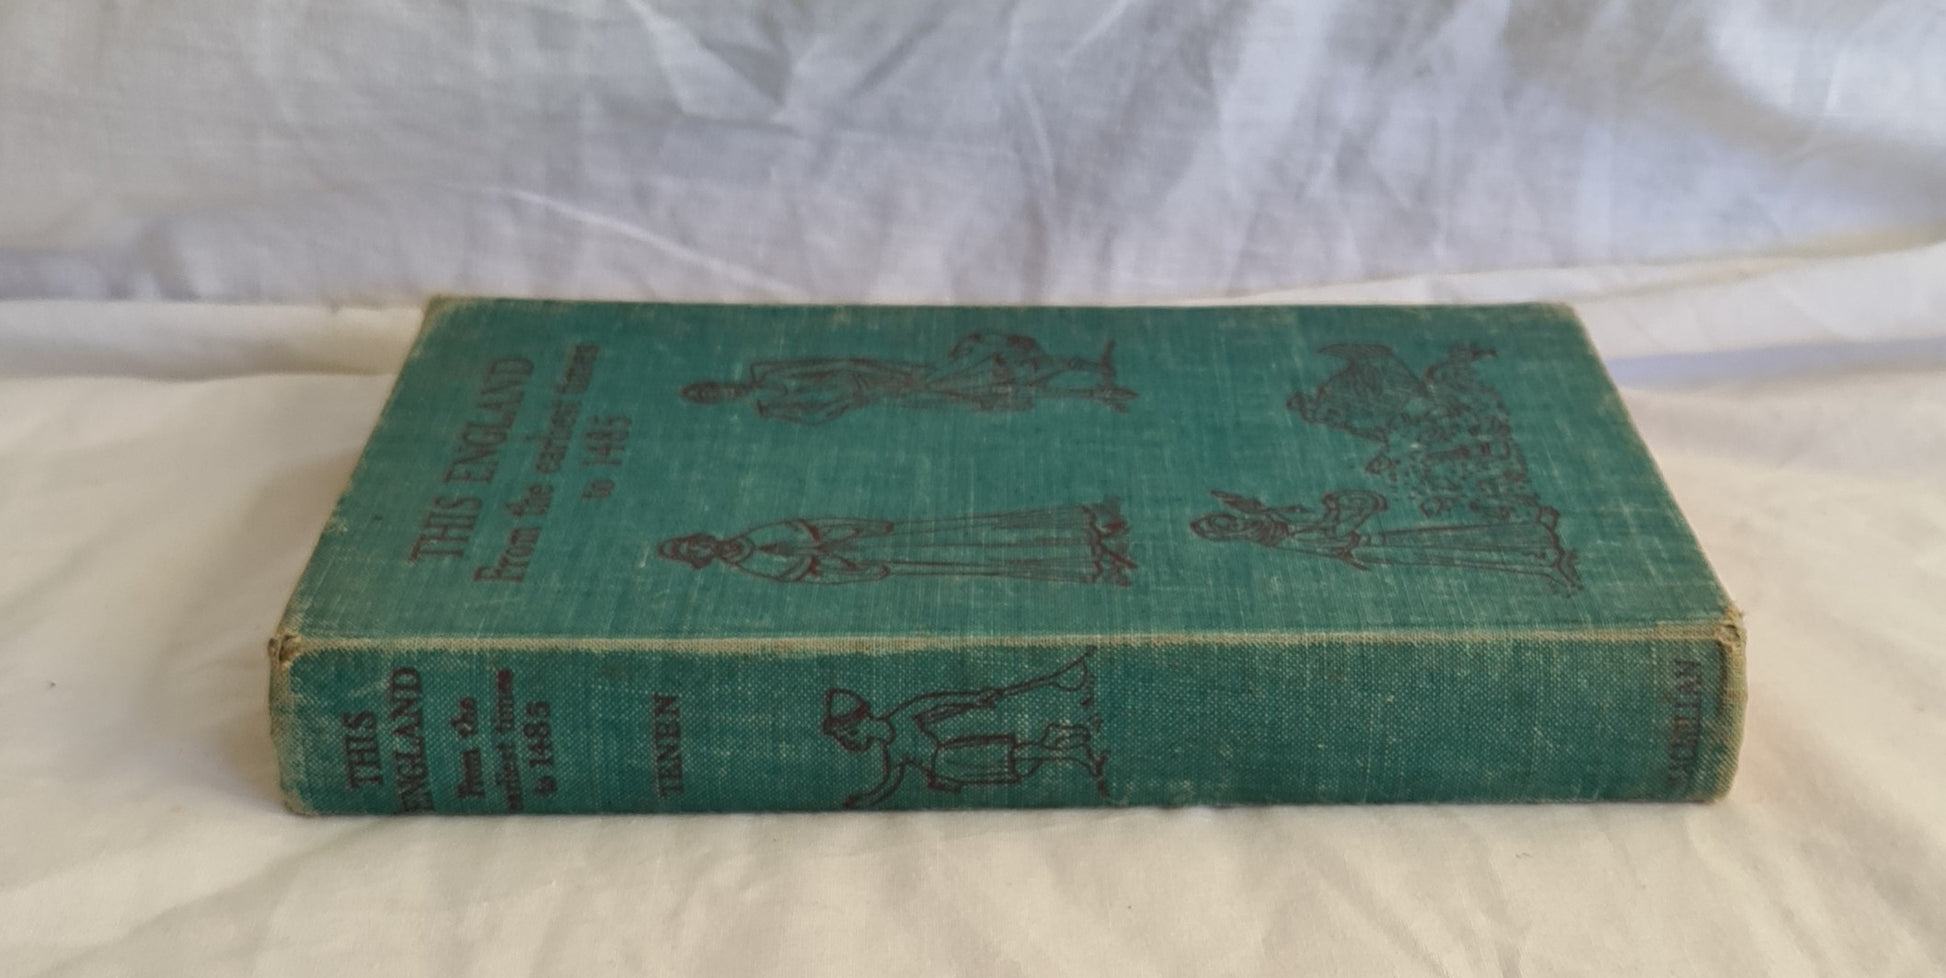 THIS ENGLAND
From the earliest times
to 1485
THIS
ENGLAND
From the
earliest times
to 1485
TENEN
MACMILLAN